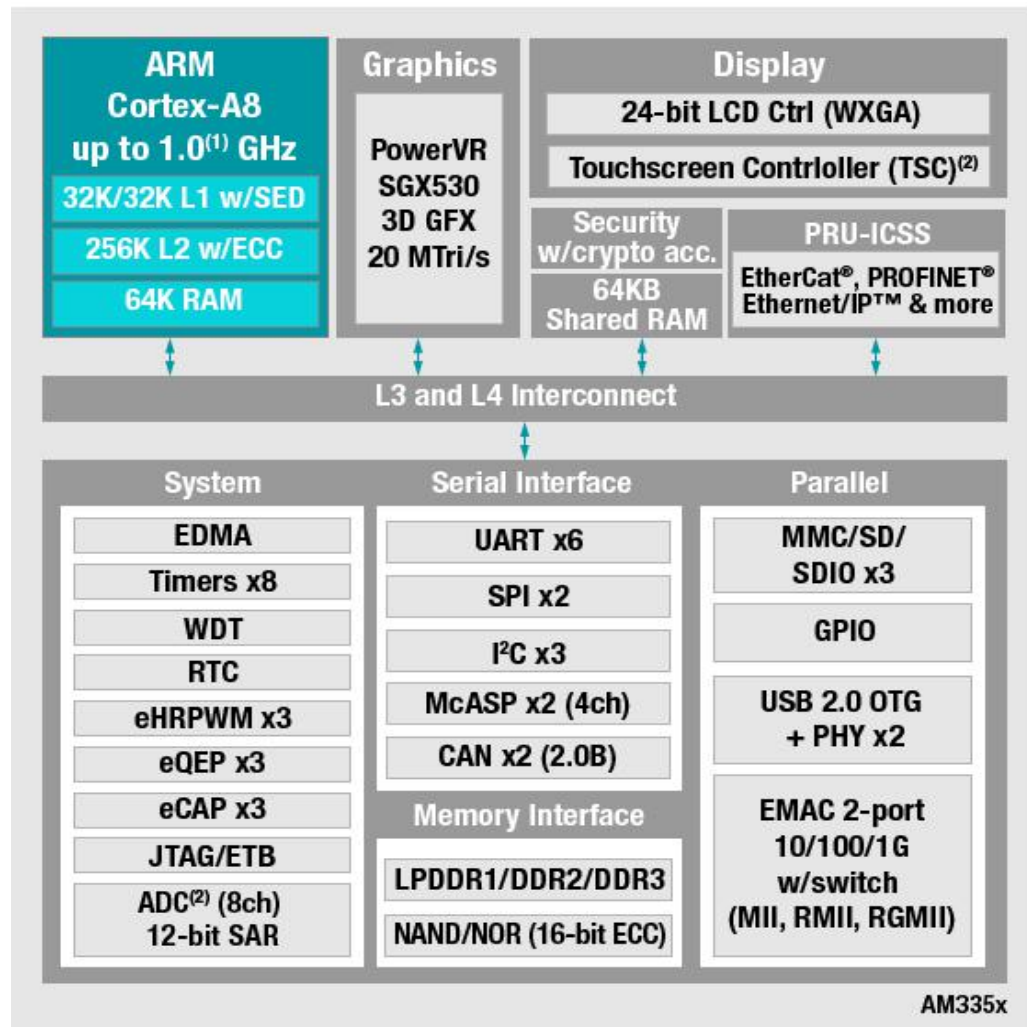 ARM
Cortex-A8
up to 1.0(1) GHz
32K/32K L1 w/SED
256K L2 w/ECC
64K RAM
Graphics
PowerVR
SGX530
3D GFX
20 MTri/s
Display
24-bit LCD Ctrl (WXGA)
Touchscreen Contrloller (TSC)(2)
Security
w/crypto acc.
64KB
Shared RAM
PRU-ICSS
EtherCat®, PROFINET®
Ethernet/IP™ & more
L3 and L4 Interconnect
System
EDMA
Timers x8
WDT
RTC
eHRPWM x3
eQEP x3
eCAP x3
JTAG/ETB
ADC(2) (8ch)
12-bit SAR
Serial Interface
UART x6
SPI x2
I²C x3
McASP x2 (4ch)
CAN x2 (2.0B)
Memory Interface
LPDDR1/DDR2/DDR3
NAND/NOR (16-bit ECC)
Parallel
MMC/SD/
SDIO x3
GPIO
USB 2.0 OTG
+ PHY x2
EMAC 2-port
10/100/1G
w/switch
(MII, RMII, RGMII)
AM335x